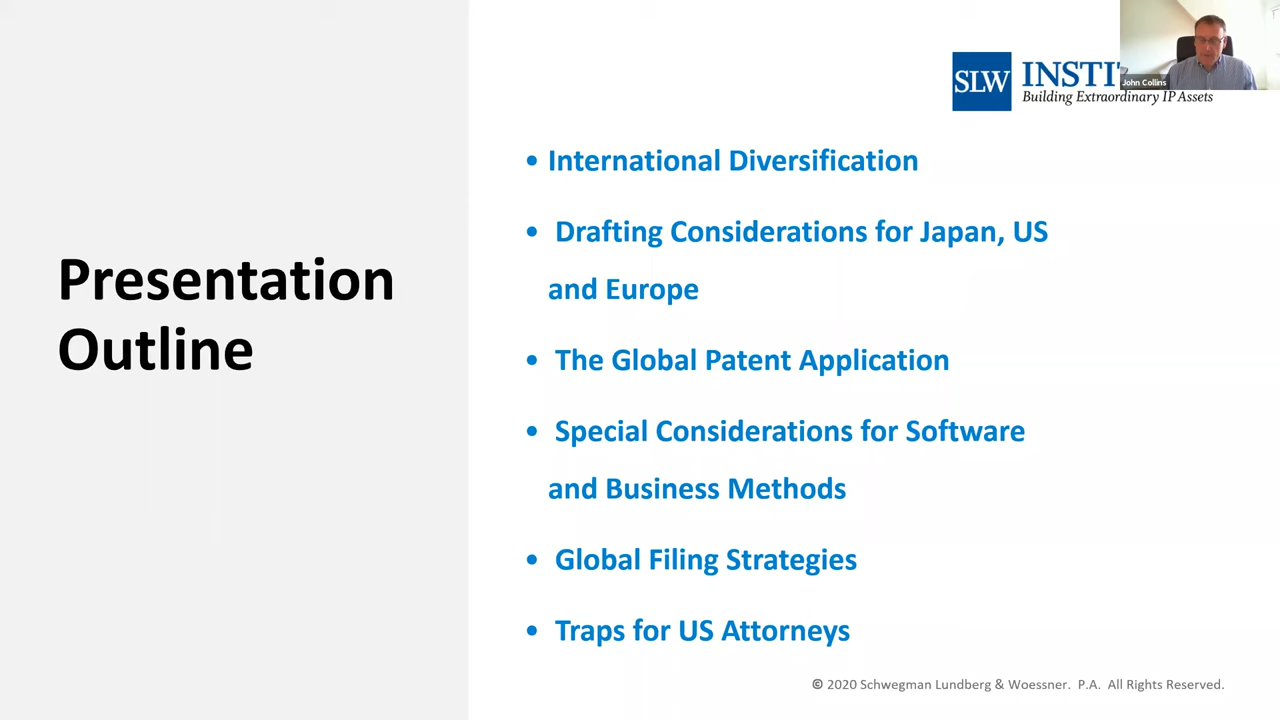 SLW INSTI
John Collins
Building Extraordinary IP Assets
Presentation
Outline
• International Diversification
• Drafting Considerations for Japan, US
and Europe
• The Global Patent Application
• Special Considerations for Software
and Business Methods
• Global Filing Strategies
• Traps for US Attorneys
© 2020 Schwegman Lundberg & Woessner. P.A. All Rights Reserved.